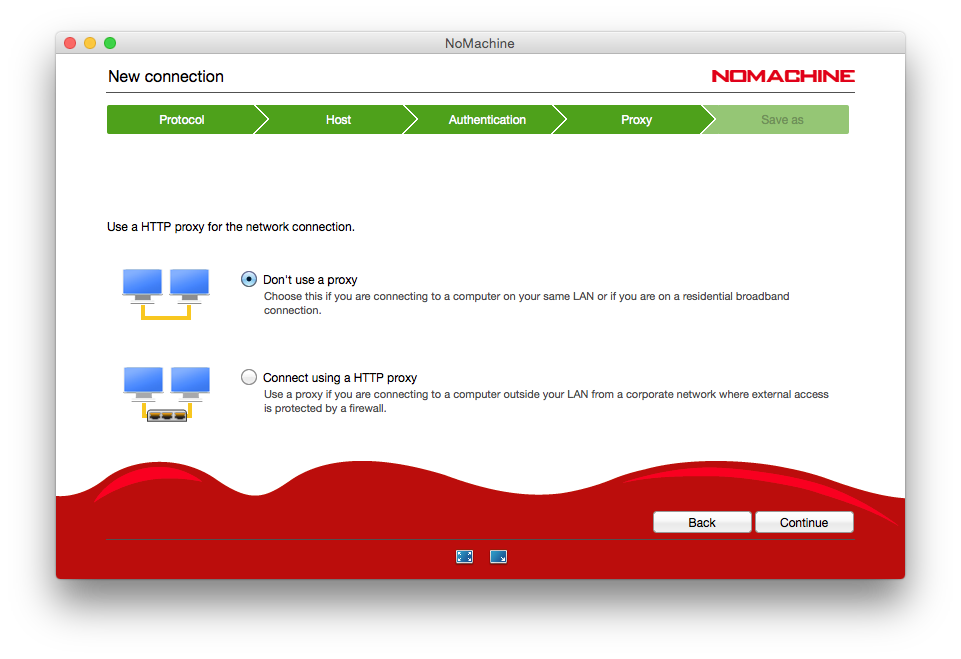 NoMachine
New connection
NOMACHINE
Protocol
Host
Authentication
Proxy
Save as
Use a HTTP proxy for the network connection.
Don't use a proxy
Choose this if you are connecting to a computer on your same LAN or if you are on a residential broadband
connection.
Connect using a HTTP proxy
Use a proxy if you are connecting to a computer outside your LAN from a corporate network where external access
is protected by a firewall.
Back
Continue